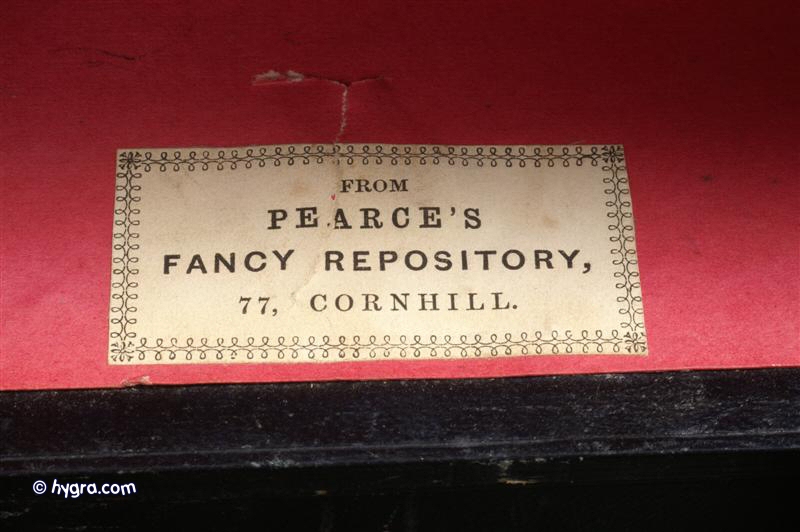 FROM
PEARCE'S
FANCY REPOSITORY,
77, CORNHILL.
© hygra.com